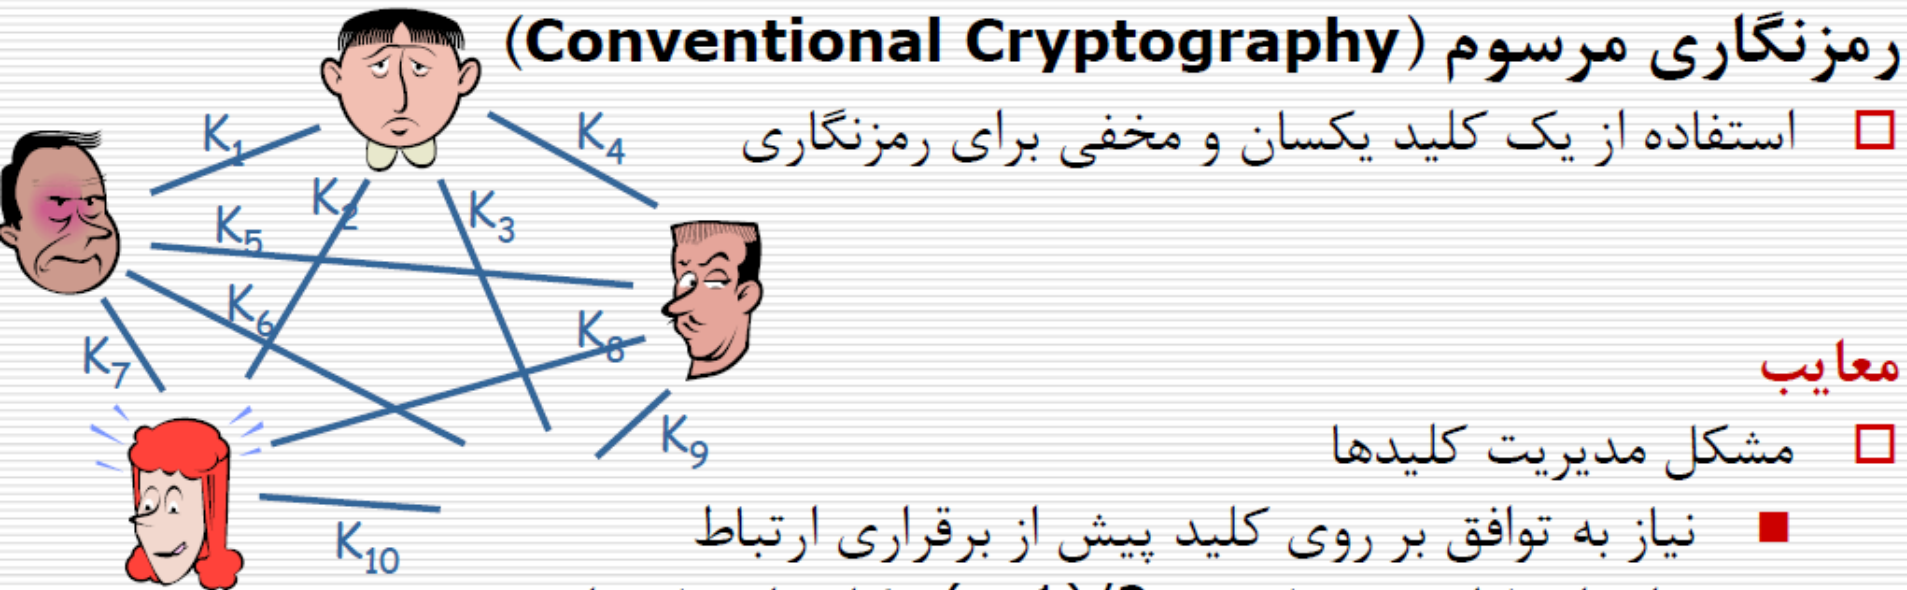 رمزنگاری مرسوم (Conventional Cryptography)
استفاده از یک کلید یکسان و مخفی برای رمزنگاری
معایب
مشکل مدیریت کلیدها
نیاز به توافق بر روی کلید پیش از برقراری ارتباط
K1
K4
K2
K3
K5
K6
K8
K7
K9
K10